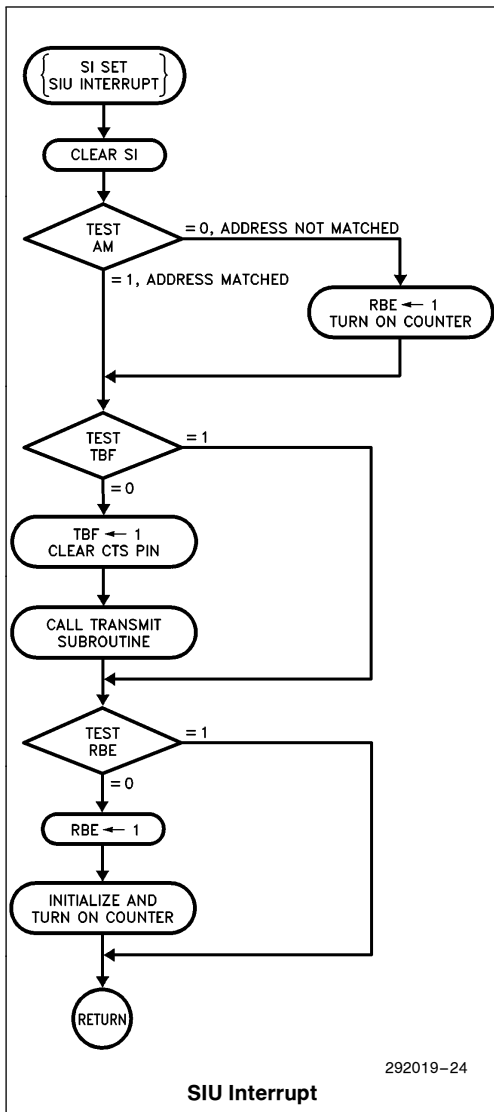 SI SET
SIU INTERRUPT
CLEAR SI
TEST
AM
= 0, ADDRESS NOT MATCHED
= 1, ADDRESS MATCHED
RBE ← 1
TURN ON COUNTER
TEST
TBF
= 1
= 0
TBF ← 1
CLEAR CTS PIN
CALL TRANSMIT
SUBROUTINE
TEST
RBE
= 1
= 0
RBE ← 1
INITIALIZE AND
TURN ON COUNTER
RETURN
292019–24
SIU Interrupt